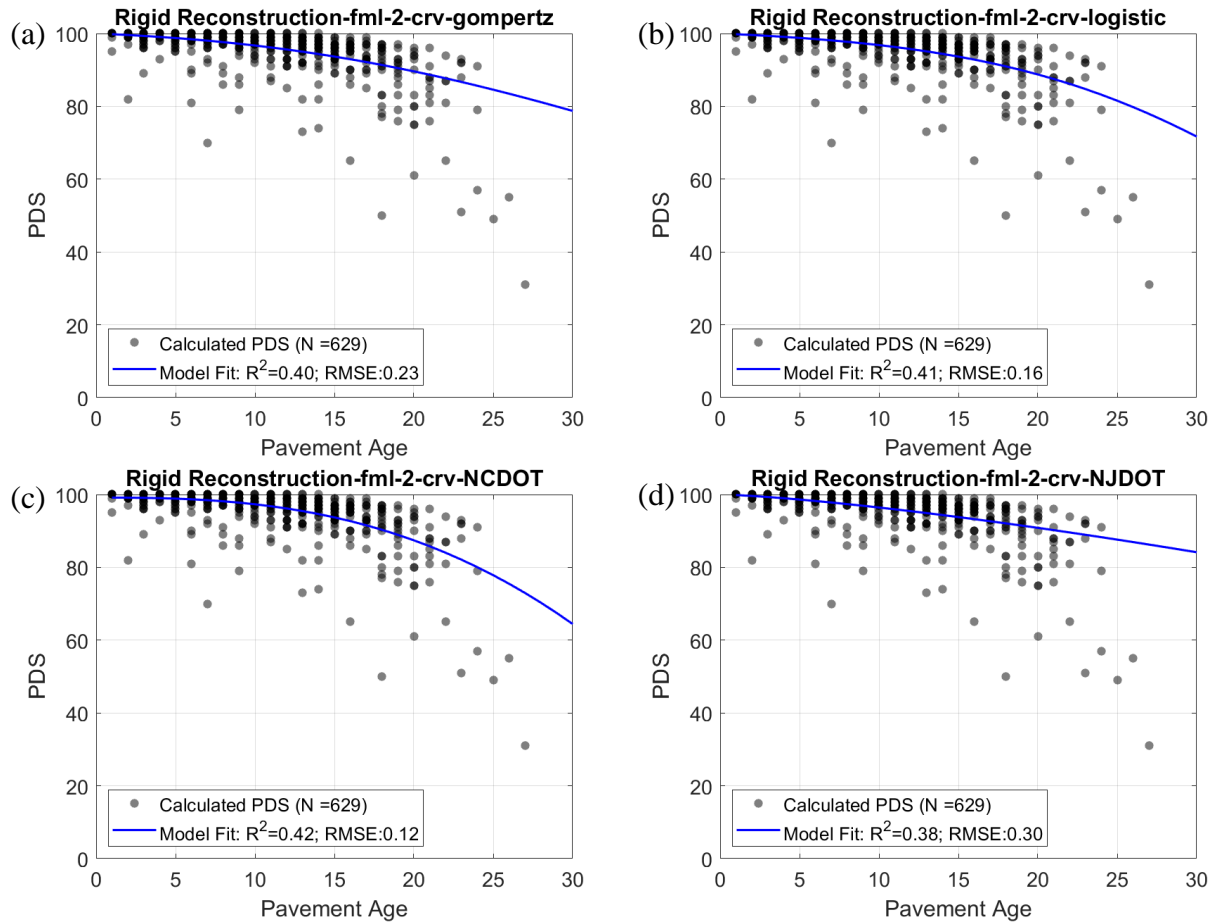 (a)
Rigid Reconstruction-fml-2-crv-gompertz
100
80
60
40
20
0
PDS
Calculated PDS (N =629)
Model Fit: R²=0.40; RMSE:0.23
0 5 10 15 20 25 30
Pavement Age
(b)
Rigid Reconstruction-fml-2-crv-logistic
100
80
60
40
20
0
PDS
Calculated PDS (N =629)
Model Fit: R²=0.41; RMSE:0.16
0 5 10 15 20 25 30
Pavement Age
(c)
Rigid Reconstruction-fml-2-crv-NCDOT
100
80
60
40
20
0
PDS
Calculated PDS (N =629)
Model Fit: R²=0.42; RMSE:0.12
0 5 10 15 20 25 30
Pavement Age
(d)
Rigid Reconstruction-fml-2-crv-NJDOT
100
80
60
40
20
0
PDS
Calculated PDS (N =629)
Model Fit: R²=0.38; RMSE:0.30
0 5 10 15 20 25 30
Pavement Age